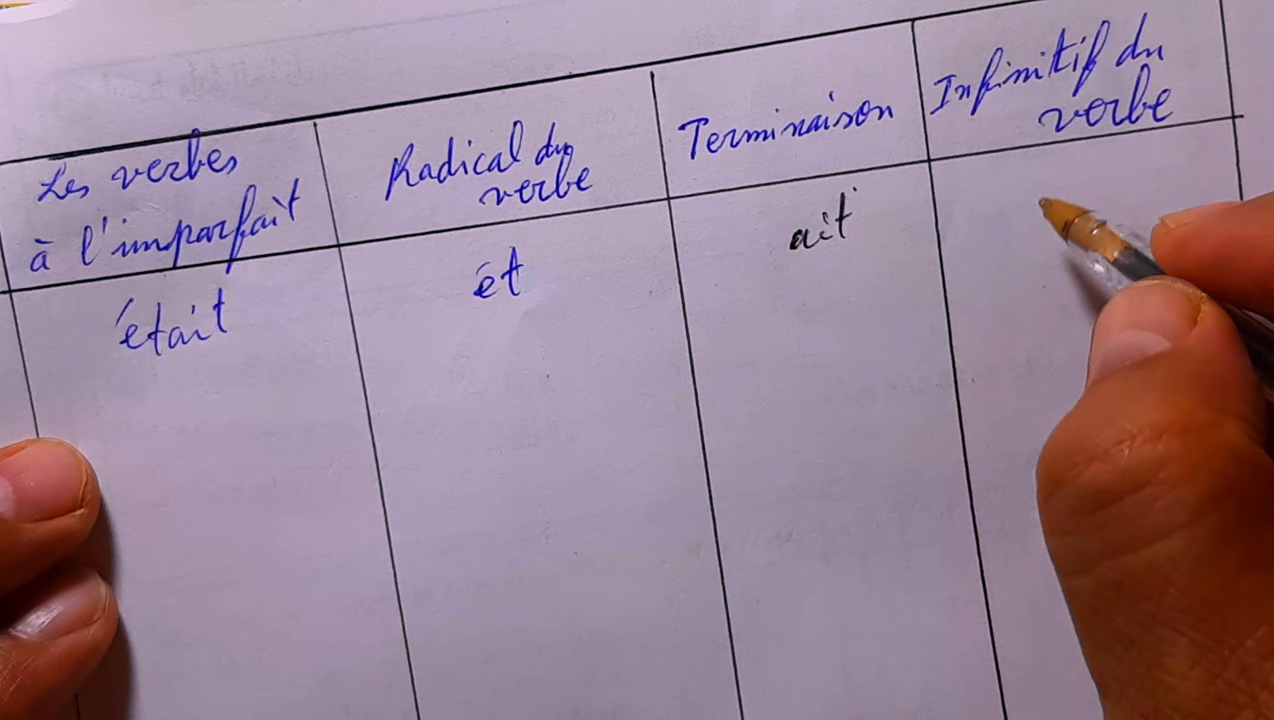 Les verbes
à l'imparfait
Radical du
verbe
Terminaison
Infinitif du
verbe
était
ét
ait